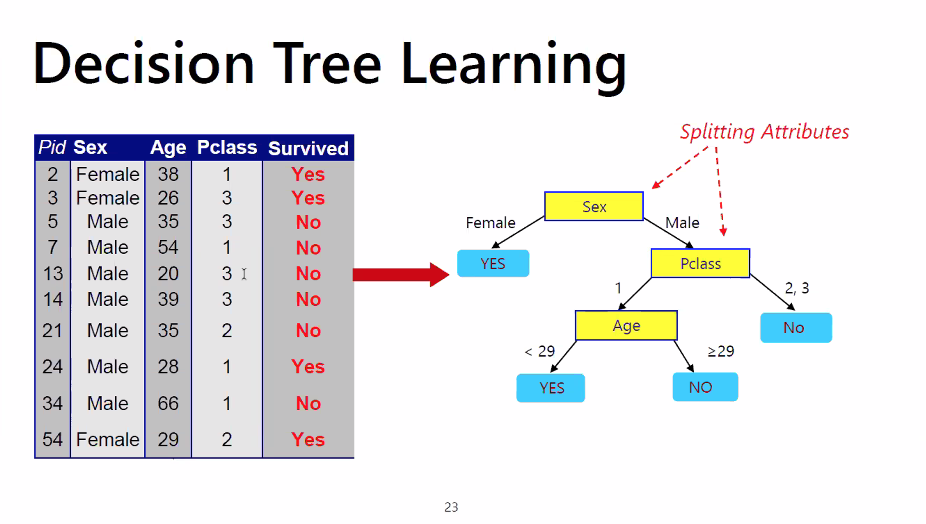 Decision Tree Learning
Pid Sex Age Pclass Survived
2 Female 38 1 Yes
3 Female 26 3 Yes
5 Male 35 3 No
7 Male 54 1 No
13 Male 20 3 No
14 Male 39 3 No
21 Male 35 2 No
24 Male 28 1 Yes
34 Male 66 1 No
54 Female 29 2 Yes
Splitting Attributes
Sex
Female Male
YES Pclass
1 2, 3
Age No
< 29 ≥29
YES NO
23